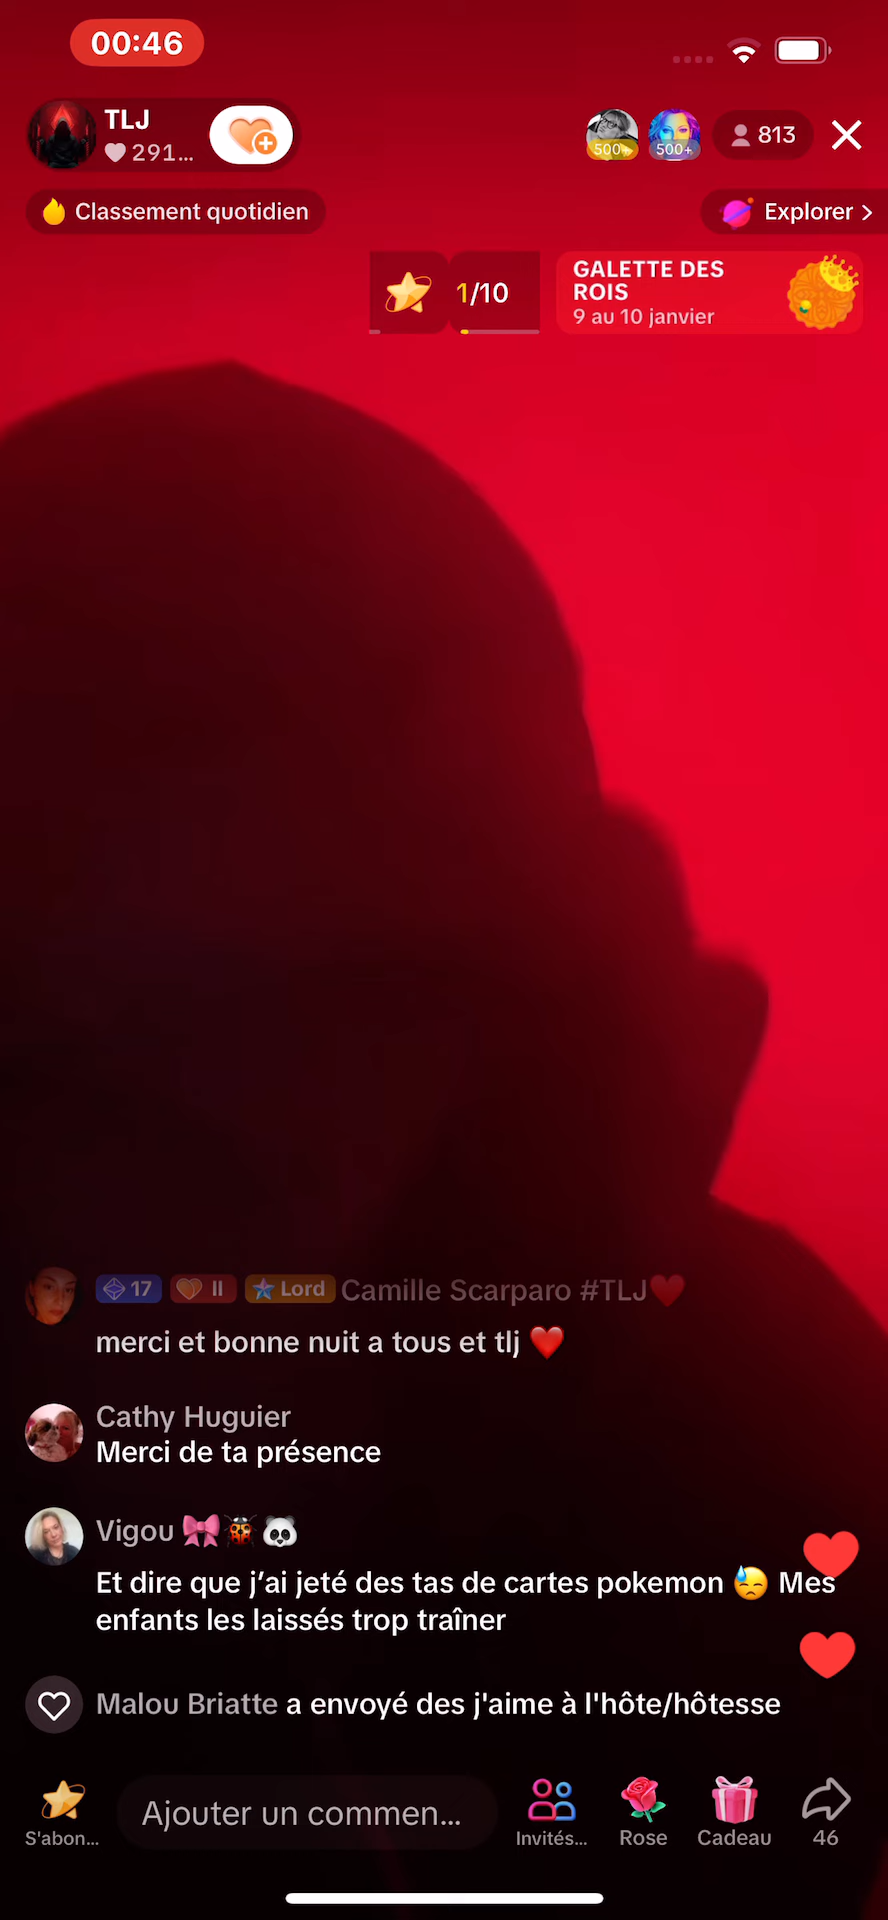 00:46
TLJ
291...
500+
500+
813
Classement quotidien
Explorer
1/10
GALETTE DES
ROIS
9 au 10 janvier
17 II Lord Camille Scarparo #TLJ❤️
merci et bonne nuit a tous et tlj ❤️
Cathy Huguier
Merci de ta présence
Vigou 🎀🐞🐼
Et dire que j’ai jeté des tas de cartes pokemon 😓 Mes
enfants les laissés trop traîner
Malou Briatte a envoyé des j'aime à l'hôte/hôtesse
Ajouter un commen...
S'abon...
Invités...
Rose
Cadeau
46